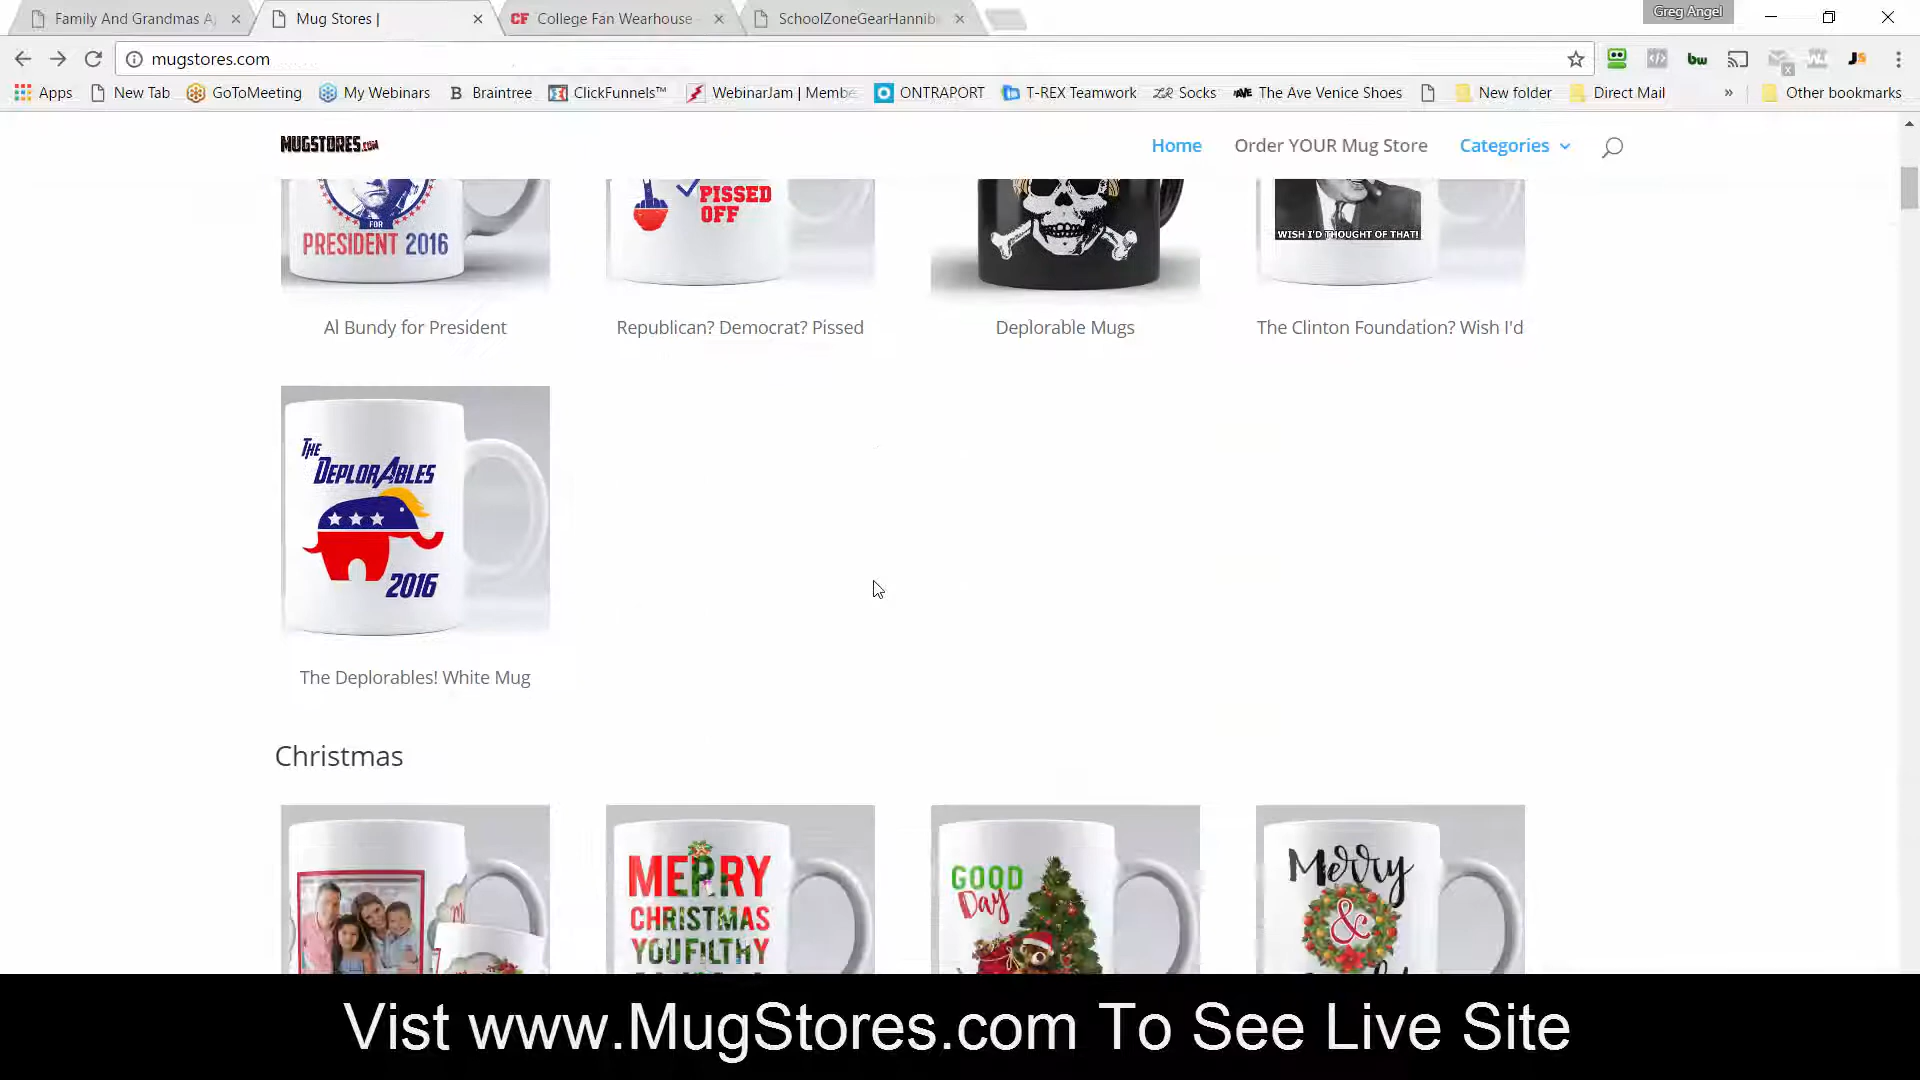 Family And Grandmas A
Mug Stores |
College Fan Wearhouse -
SchoolZoneGearHannib
Greg Angel
mugstores.com
Apps
New Tab
GoToMeeting
My Webinars
Braintree
ClickFunnels™
WebinarJam | Membe
ONTRAPORT
T-REX Teamwork
Socks
The Ave Venice Shoes
New folder
Direct Mail
»
Other bookmarks
MUGSTORES.COM
Home
Order YOUR Mug Store
Categories
FOR
PRESIDENT 2016
PISSED
OFF
WISH I'D THOUGHT OF THAT!
Al Bundy for President
Republican? Democrat? Pissed
Deplorable Mugs
The Clinton Foundation? Wish I'd
THE
DEPLORABLES
2016
The Deplorables! White Mug
Christmas
MERRY
CHRISTMAS
YOU FILTHY
GOOD
Day
Merry
&
Vist www.MugStores.com To See Live Site